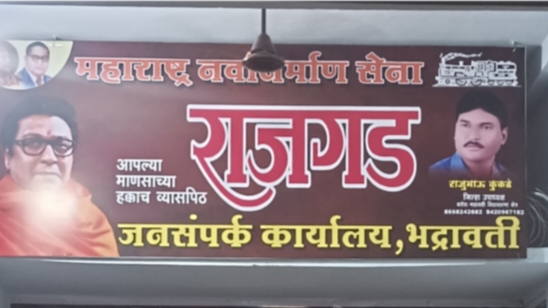 महाराष्ट्र नवनिर्माण सेना
राजगड
आपल्या
माणसाच्या
हक्काच व्यासपिठ
राजुभाऊ कुकडे
जिल्हा उपाध्यक्ष
जनसंपर्क कार्यालय,भद्रावती